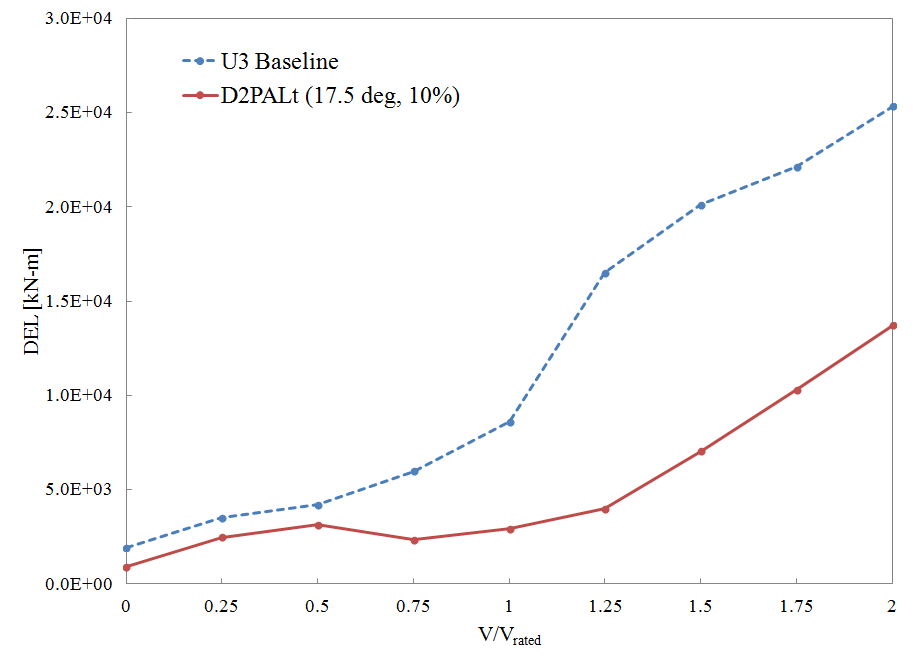 3.0E+04
2.5E+04
2.0E+04
1.5E+04
1.0E+04
5.0E+03
0.0E+00
DEL [kN-m]
U3 Baseline
D2PALt (17.5 deg, 10%)
0 0.25 0.5 0.75 1 1.25 1.5 1.75 2
V/Vrated